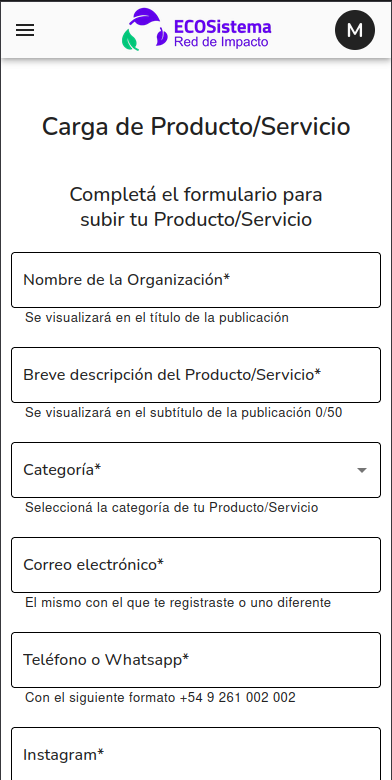 ECOSistema
Red de Impacto
M
Carga de Producto/Servicio
Completá el formulario para
subir tu Producto/Servicio
Nombre de la Organización*
Se visualizará en el título de la publicación
Breve descripción del Producto/Servicio*
Se visualizará en el subtítulo de la publicación 0/50
Categoría*
Seleccioná la categoría de tu Producto/Servicio
Correo electrónico*
El mismo con el que te registraste o uno diferente
Teléfono o Whatsapp*
Con el siguiente formato +54 9 261 002 002
Instagram*